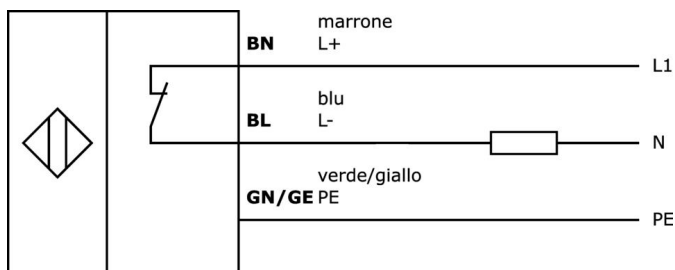 marrone
BN L+
L1
blu
BL L-
N
verde/giallo
GN/GE PE
PE